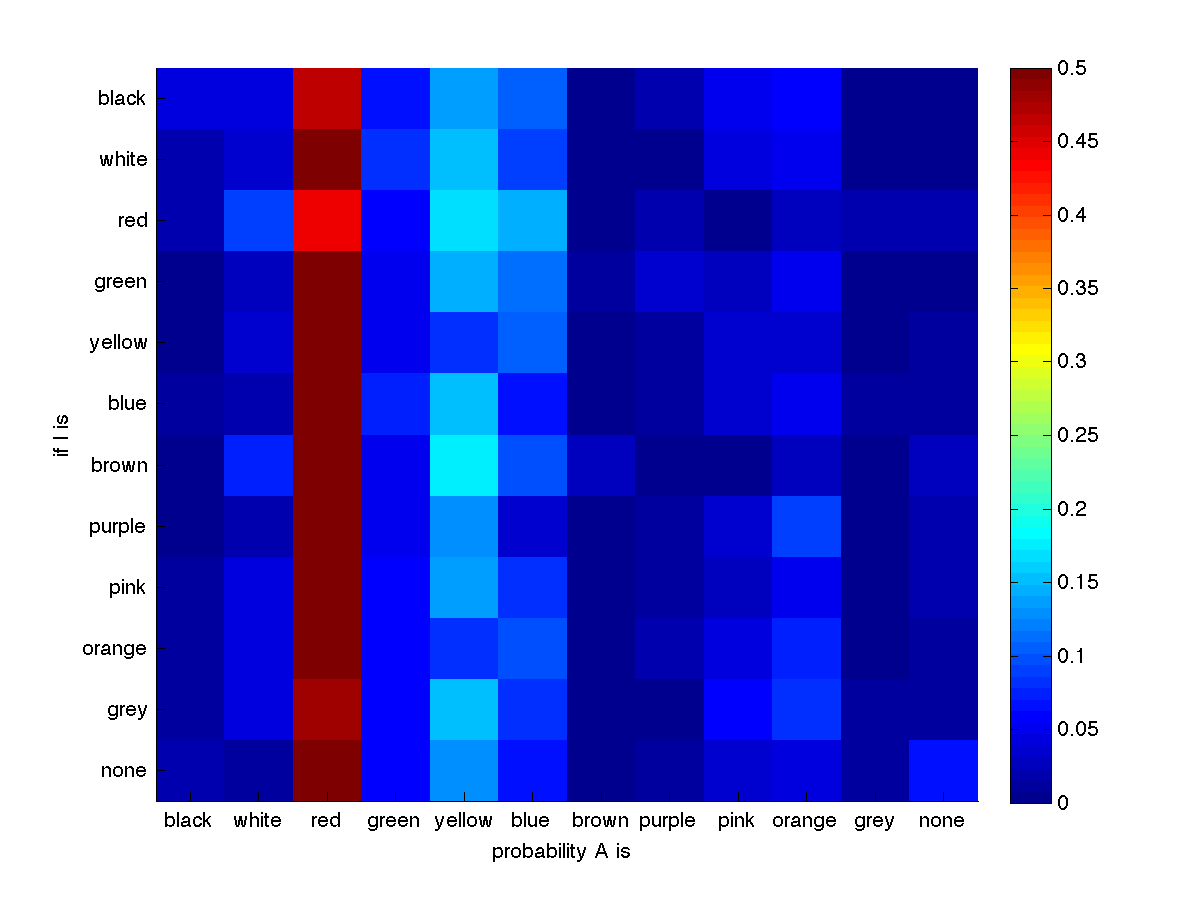 black
white
red
green
yellow
blue
brown
purple
pink
orange
grey
none
if I is
black white red green yellow blue brown purple pink orange grey none
probability A is
0.5
0.45
0.4
0.35
0.3
0.25
0.2
0.15
0.1
0.05
0